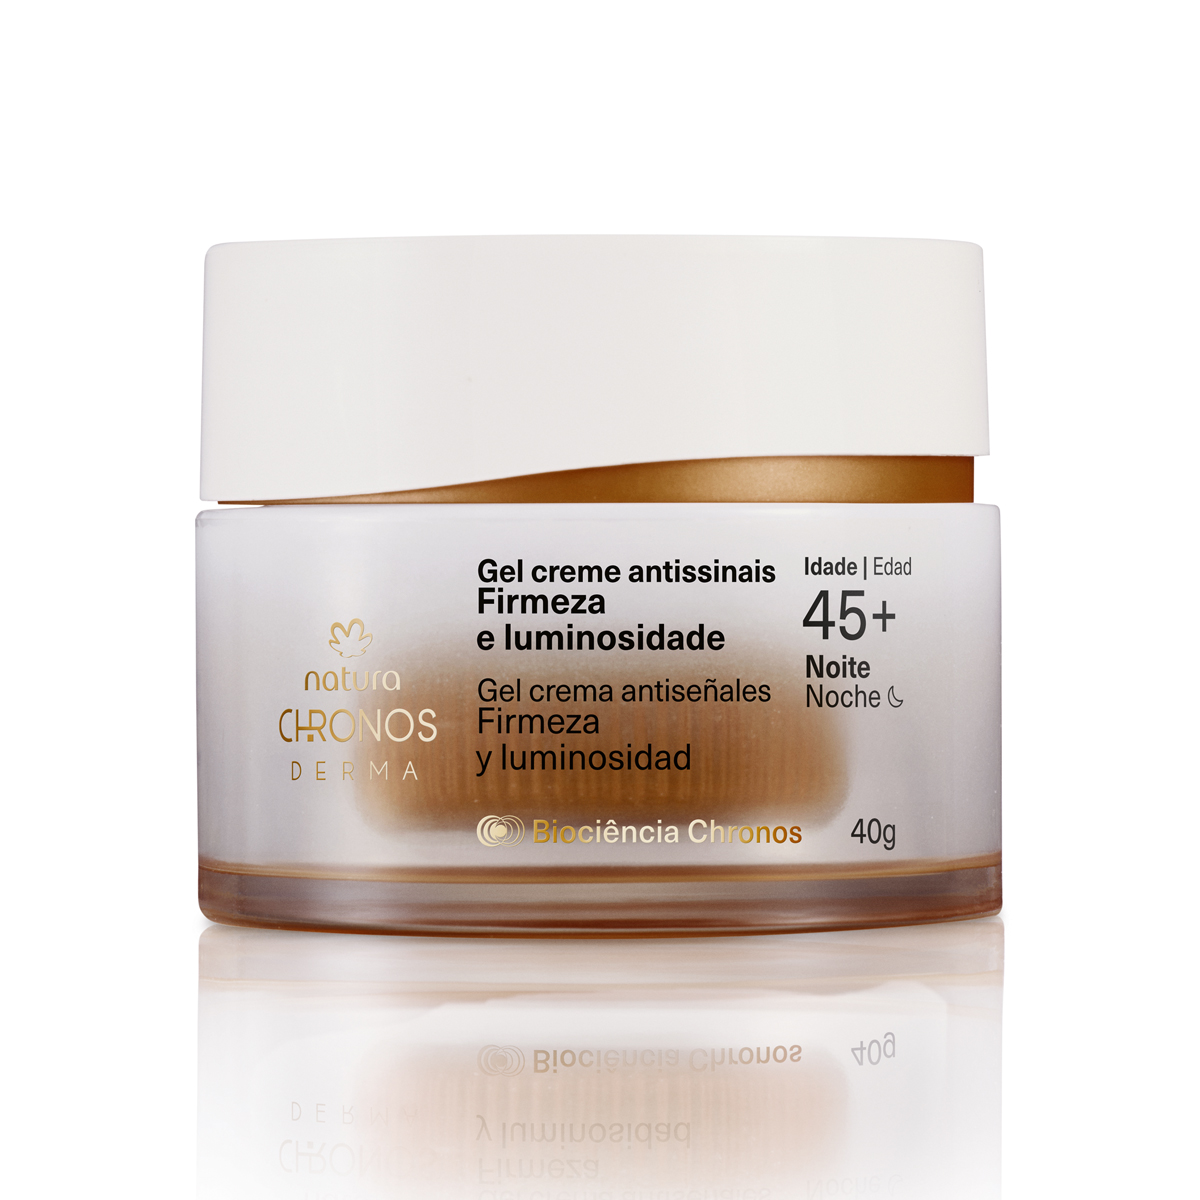 natura
CHRONOS
DERMA
Gel creme antissinais
Firmeza
e luminosidade
Gel crema antiseñales
Firmeza
y luminosidad
Biociência Chronos
Idade | Edad
45+
Noite
Noche
40g